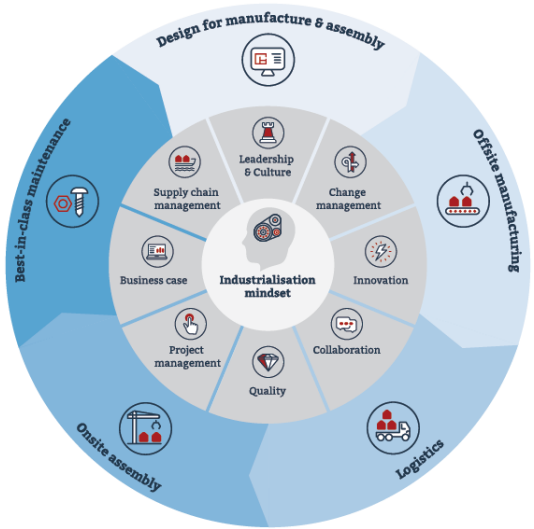 Design for manufacture & assembly
Offsite manufacturing
Logistics
Onsite assembly
Best-in-class maintenance
Leadership
& Culture
Change
management
Innovation
Collaboration
Quality
Project
management
Business case
Supply chain
management
Industrialisation
mindset